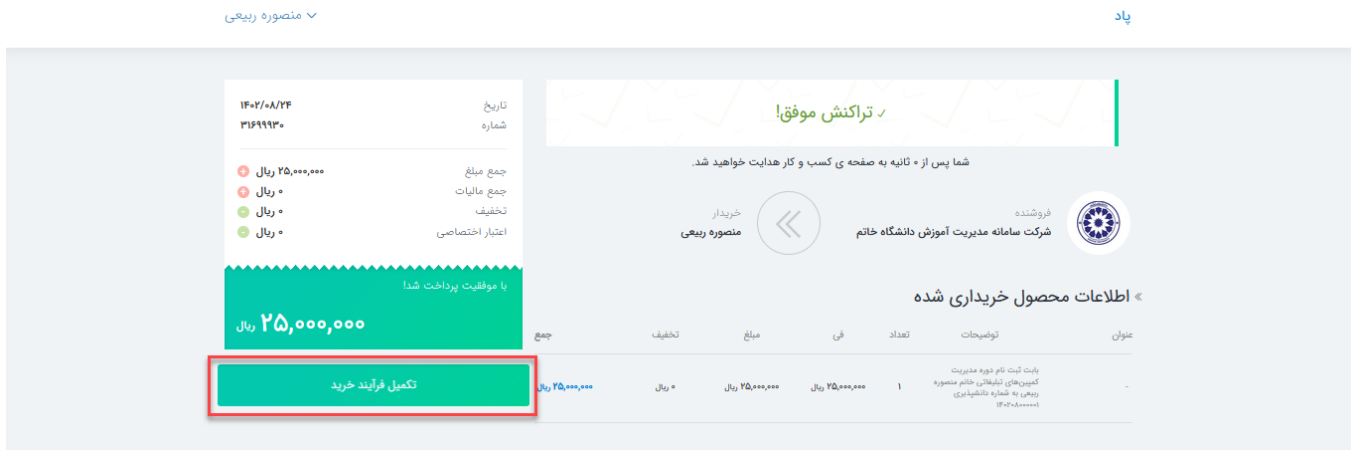 پاد
منصوره ربیعی
✓ تراکنش موفق!
شما پس از ۰ ثانیه به صفحه ی کسب و کار هدایت خواهید شد.
فروشنده
شرکت سامانه مدیریت آموزش دانشگاه خاتم
خریدار
منصوره ربیعی
» اطلاعات محصول خریداری شده
عنوان توضیحات تعداد فی مبلغ تخفیف جمع
- بابت ثبت نام دوره مدیریت
کمپین‌های تبلیغاتی خانم منصوره
ربیعی به شماره دانشپذیری
۱۴۰۲۰۸۰۰۰۰۰۱
۱ ۲۵,۰۰۰,۰۰۰ ریال ۲۵,۰۰۰,۰۰۰ ریال ۰ ریال ۲۵,۰۰۰,۰۰۰ ریال
تاریخ ۱۴۰۲/۰۸/۲۴
شماره ۳۱۶۹۹۹۳۰
جمع مبلغ ۲۵,۰۰۰,۰۰۰ ریال
جمع مالیات ۰ ریال
تخفیف ۰ ریال
اعتبار اختصاصی ۰ ریال
با موفقیت پرداخت شد!
۲۵,۰۰۰,۰۰۰ ریال
تکمیل فرآیند خرید